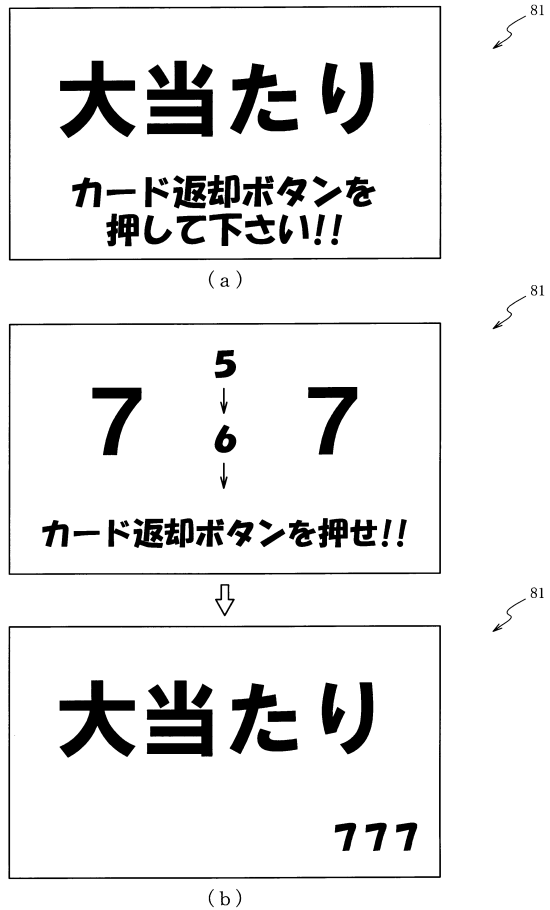 81
大当たり
カード返却ボタンを
押して下さい!!
(a)
81
5
7 7
6
カード返却ボタンを押せ!!
81
大当たり
777
(b)